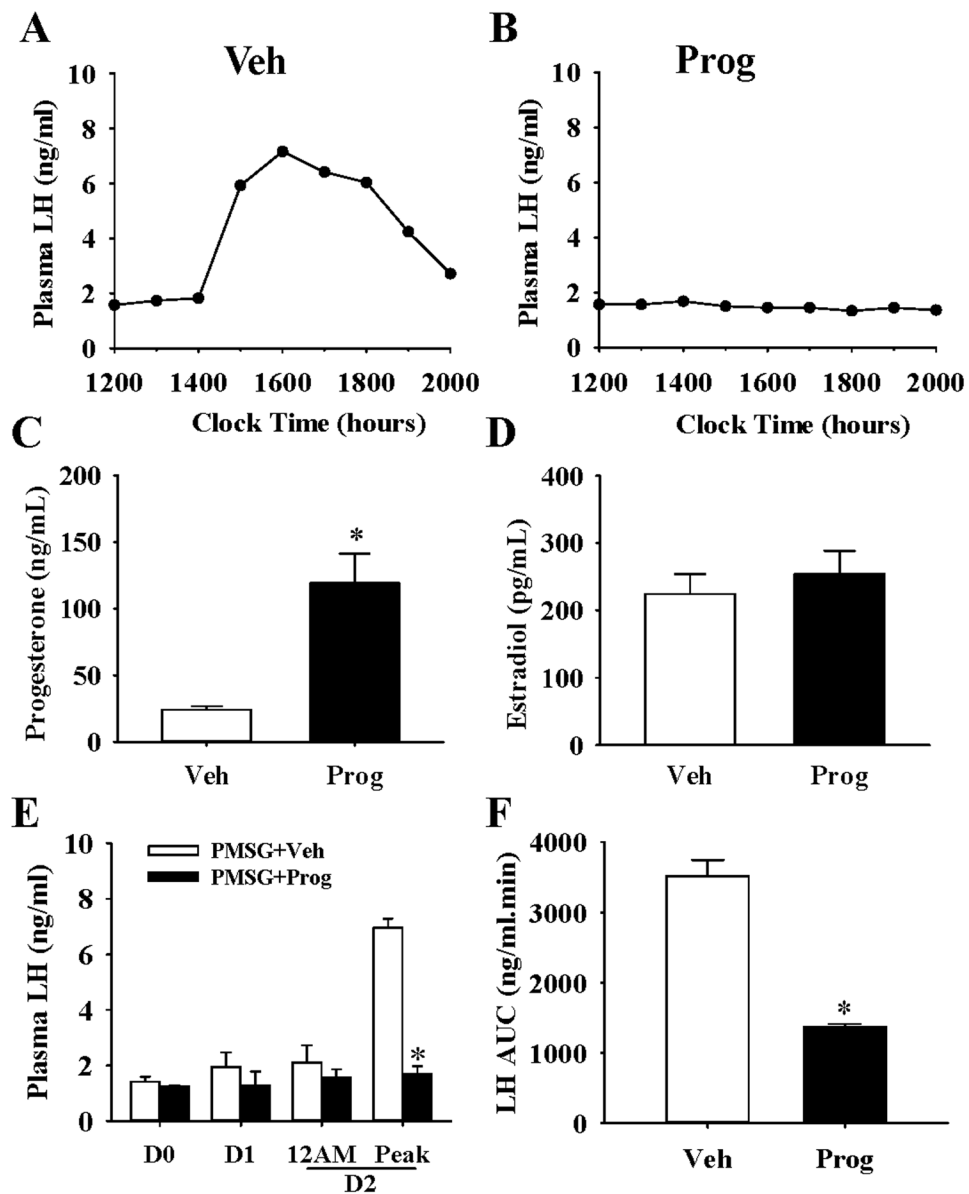 A
B
Veh
Prog
Plasma LH (ng/ml)
10
8
6
4
2
0
1200 1400 1600 1800 2000
Clock Time (hours)
Plasma LH (ng/ml)
10
8
6
4
2
0
1200 1400 1600 1800 2000
Clock Time (hours)
C
Progesterone (ng/mL)
200
150
100
50
0
*
Veh Prog
D
Estradiol (pg/mL)
400
300
200
100
0
Veh Prog
E
Plasma LH (ng/ml)
10
8
6
4
2
0
PMSG+Veh
PMSG+Prog
*
D0 D1 12AM Peak
D2
F
LH AUC (ng/ml.min)
4000
3000
2000
1000
0
*
Veh Prog